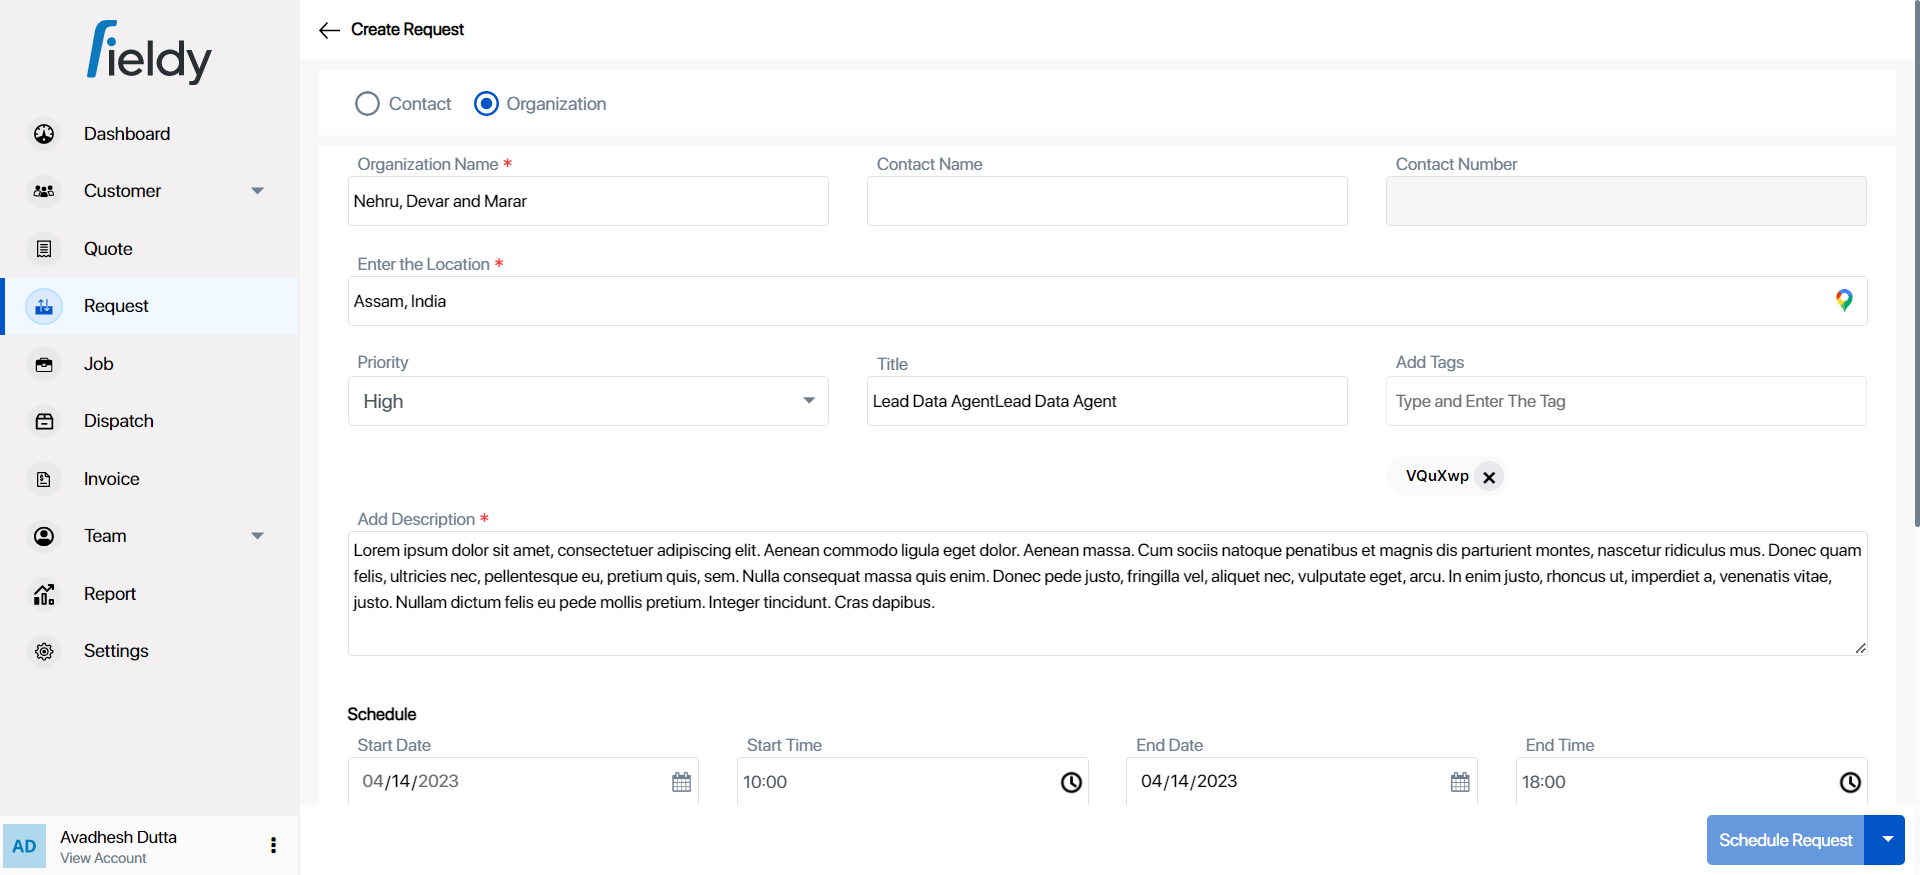 fieldy
Create Request
Contact
Organization
Dashboard
Customer
Quote
Request
Job
Dispatch
Invoice
Team
Report
Settings
AD
Avadhesh Dutta
View Account
Organization Name *
Contact Name
Contact Number
Nehru, Devar and Marar
Enter the Location *
Assam, India
Priority
Title
Add Tags
High
Lead Data AgentLead Data Agent
Type and Enter The Tag
VQuXwp
Add Description *
Lorem ipsum dolor sit amet, consectetuer adipiscing elit. Aenean commodo ligula eget dolor. Aenean massa. Cum sociis natoque penatibus et magnis dis parturient montes, nascetur ridiculus mus. Donec quam
felis, ultricies nec, pellentesque eu, pretium quis, sem. Nulla consequat massa quis enim. Donec pede justo, fringilla vel, aliquet nec, vulputate eget, arcu. In enim justo, rhoncus ut, imperdiet a, venenatis vitae,
justo. Nullam dictum felis eu pede mollis pretium. Integer tincidunt. Cras dapibus.
Schedule
Start Date
Start Time
End Date
End Time
04/14/2023
10:00
04/14/2023
18:00
Schedule Request